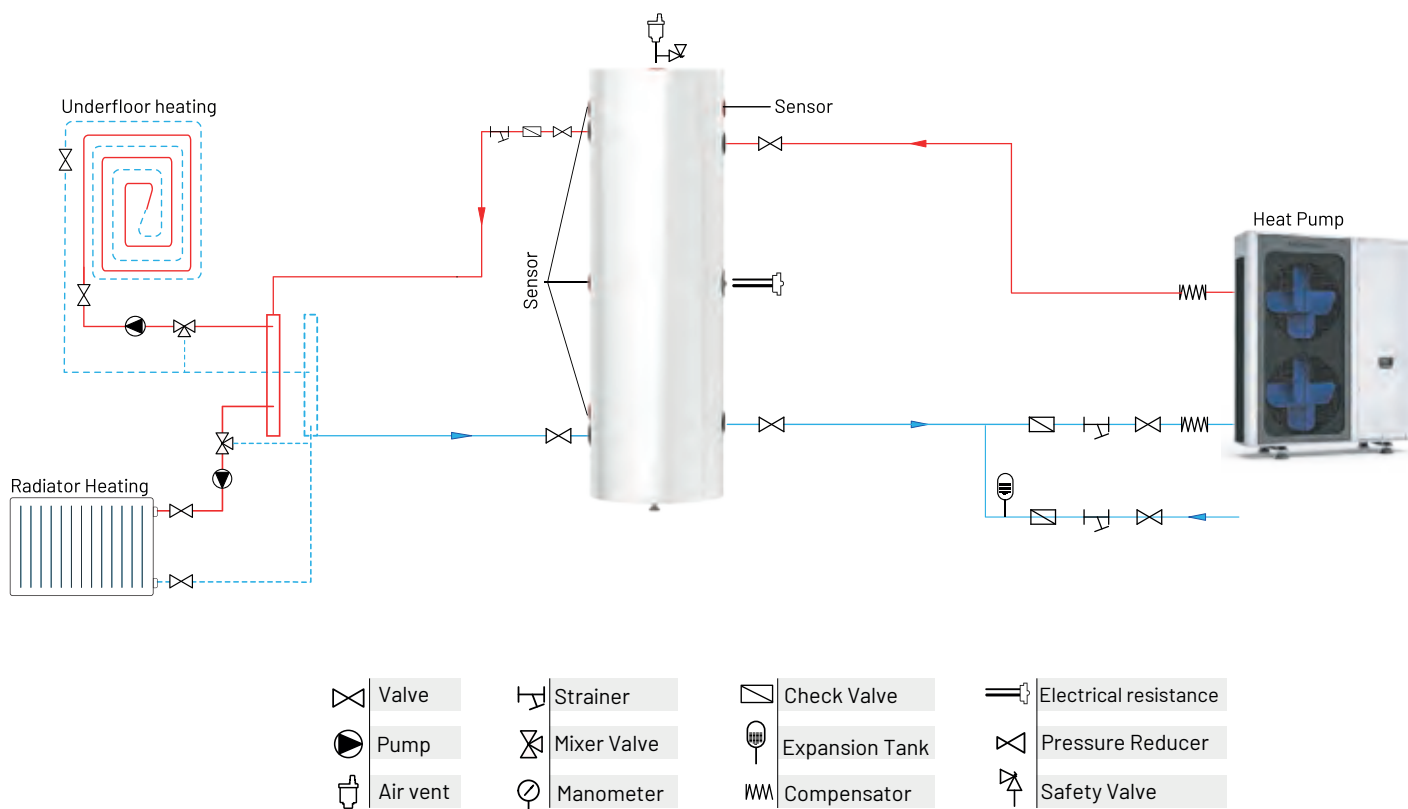 Underfloor heating
Sensor
Heat Pump
Sensor
Radiator Heating
Valve
Strainer
Check Valve
Electrical resistance
Pump
Mixer Valve
Expansion Tank
Pressure Reducer
Air vent
Manometer
Compensator
Safety Valve